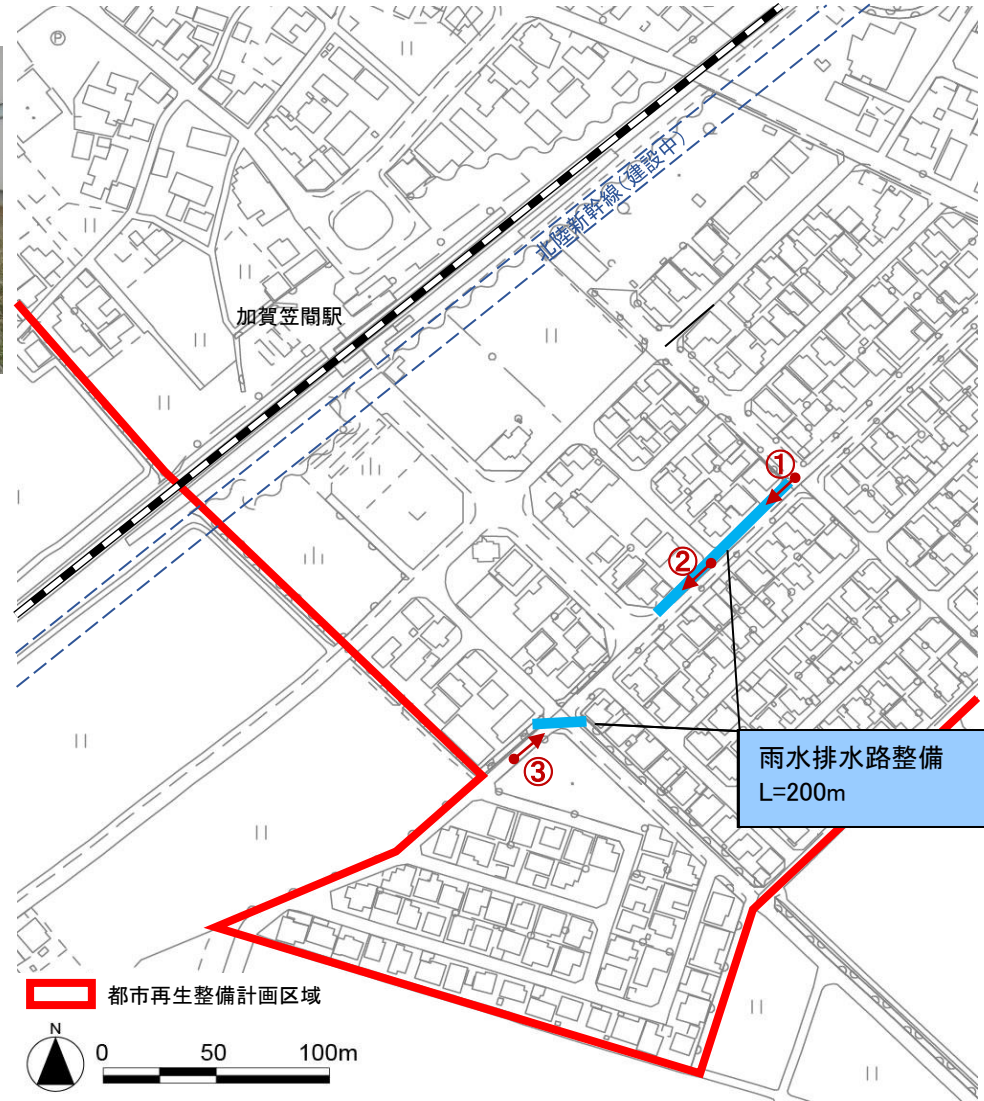 Ⓟ
北陸新幹線(建設中)
加賀笠間駅
①
②
③
雨水排水路整備
L=200m
都市再生整備計画区域
N
0 50 100m